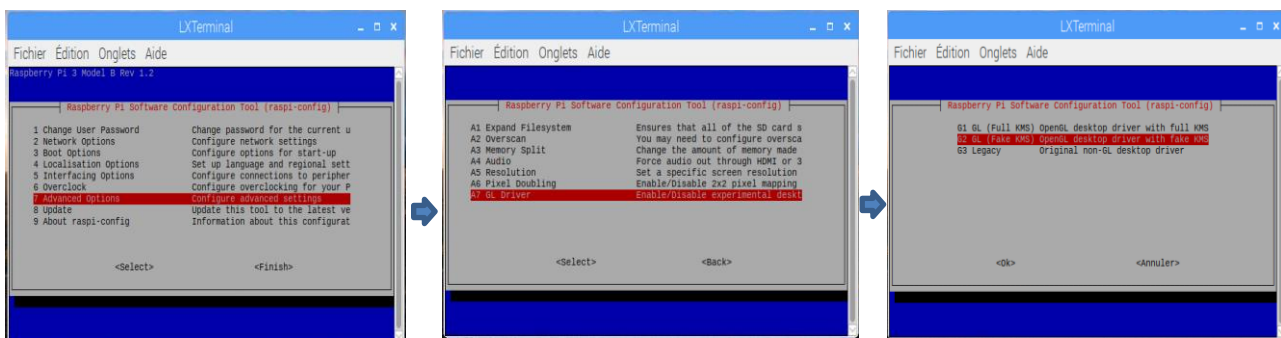 LXTerminal
Fichier Édition Onglets Aide
Raspberry Pi 3 Model B Rev 1.2
Raspberry Pi Software Configuration Tool (raspi-config)
1 Change User Password Change password for the current u
2 Network Options Configure network settings
3 Boot Options Configure options for start-up
4 Localisation Options Set up language and regional sett
5 Interfacing Options Configure connections to peripher
6 Overclock Configure overclocking for your P
7 Advanced Options Configure advanced settings
8 Update Update this tool to the latest ve
9 About raspi-config Information about this configurat
<Select> <Finish>
LXTerminal
Fichier Édition Onglets Aide
Raspberry Pi Software Configuration Tool (raspi-config)
A1 Expand Filesystem Ensures that all of the SD card s
A2 Overscan You may need to configure oversca
A3 Memory Split Change the amount of memory made
A4 Audio Force audio out through HDMI or 3
A5 Resolution Set a specific screen resolution
A6 Pixel Doubling Enable/Disable 2x2 pixel mapping
A7 GL Driver Enable/Disable experimental deskt
<Select> <Back>
LXTerminal
Fichier Édition Onglets Aide
Raspberry Pi Software Configuration Tool (raspi-config)
G1 GL (Full KMS) OpenGL desktop driver with full KMS
G2 GL (Fake KMS) OpenGL desktop driver with fake KMS
G3 Legacy Original non-GL desktop driver
<Ok> <Annuler>